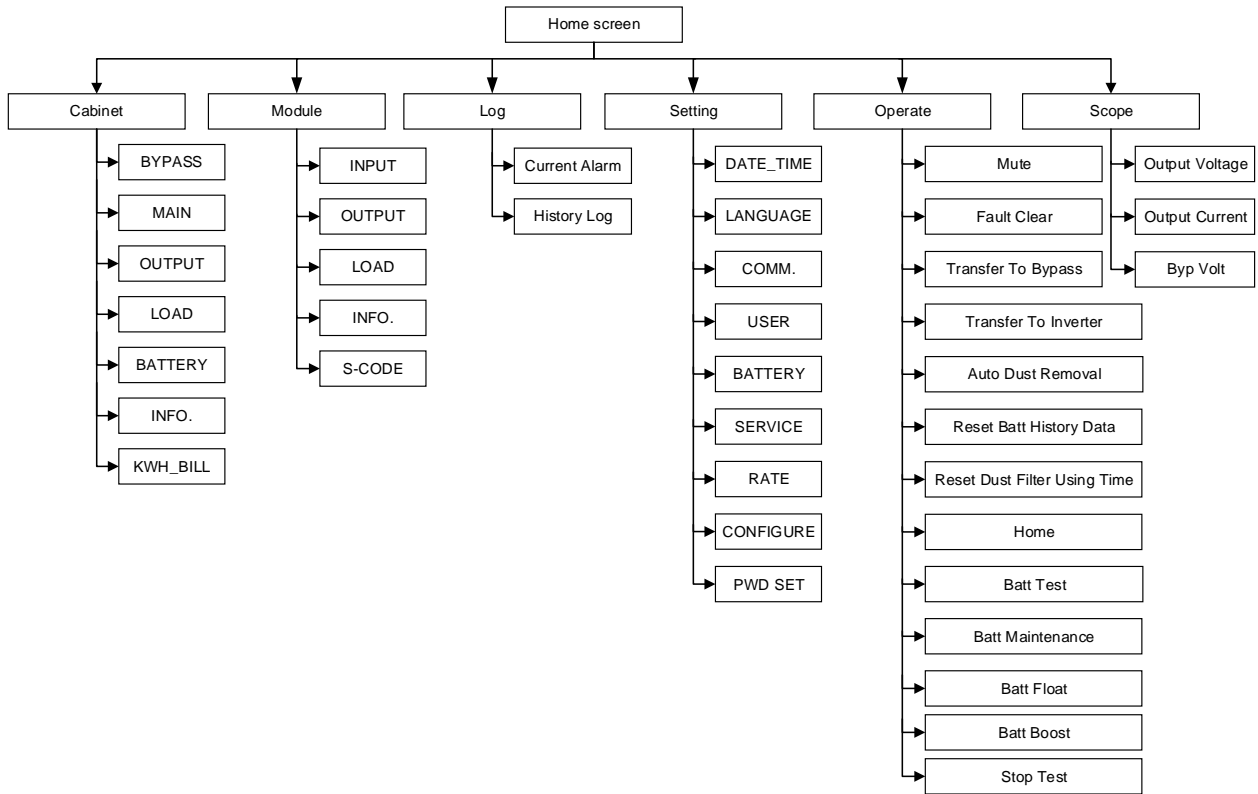 Home screen
Cabinet
Module
Log
Setting
Operate
Scope
BYPASS
MAIN
OUTPUT
LOAD
BATTERY
INFO.
KWH_BILL
INPUT
OUTPUT
LOAD
INFO.
S-CODE
Current Alarm
History Log
DATE_TIME
LANGUAGE
COMM.
USER
BATTERY
SERVICE
RATE
CONFIGURE
PWD SET
Mute
Fault Clear
Transfer To Bypass
Transfer To Inverter
Auto Dust Removal
Reset Batt History Data
Reset Dust Filter Using Time
Home
Batt Test
Batt Maintenance
Batt Float
Batt Boost
Stop Test
Output Voltage
Output Current
Byp Volt